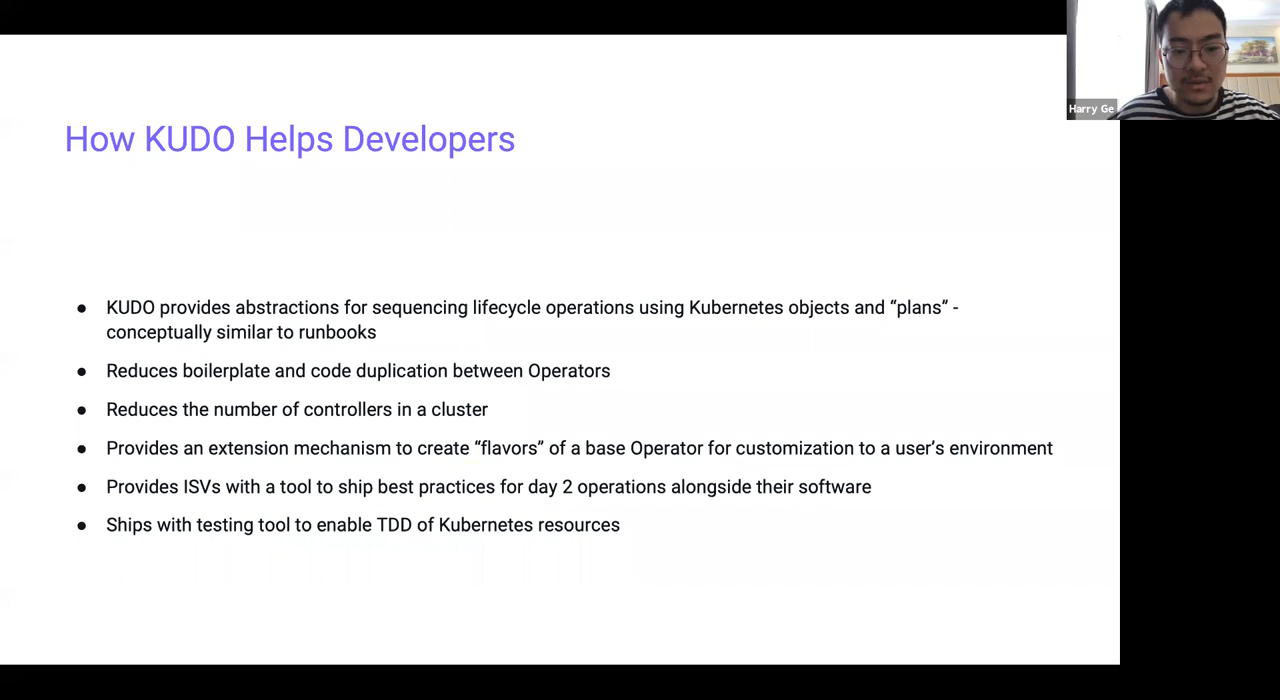 Harry Ge
How KUDO Helps Developers
● KUDO provides abstractions for sequencing lifecycle operations using Kubernetes objects and “plans” -
conceptually similar to runbooks
● Reduces boilerplate and code duplication between Operators
● Reduces the number of controllers in a cluster
● Provides an extension mechanism to create “flavors” of a base Operator for customization to a user’s environment
● Provides ISVs with a tool to ship best practices for day 2 operations alongside their software
● Ships with testing tool to enable TDD of Kubernetes resources